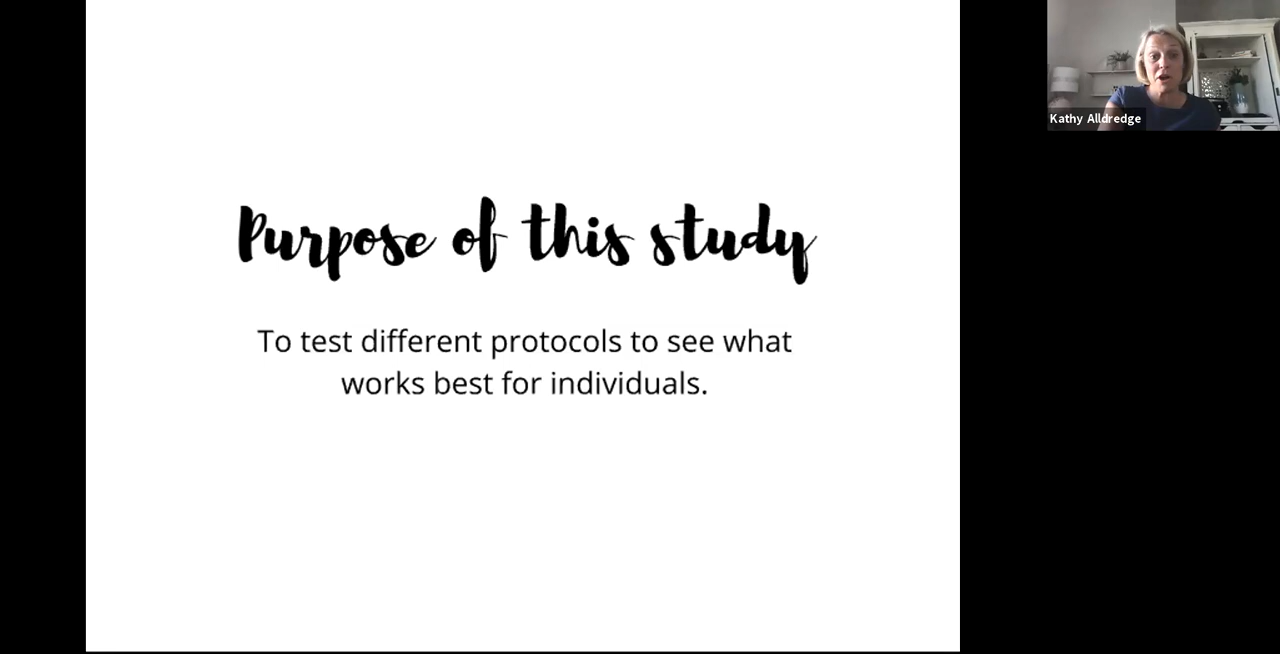 Purpose of this study
To test different protocols to see what
works best for individuals.
Kathy Alldredge